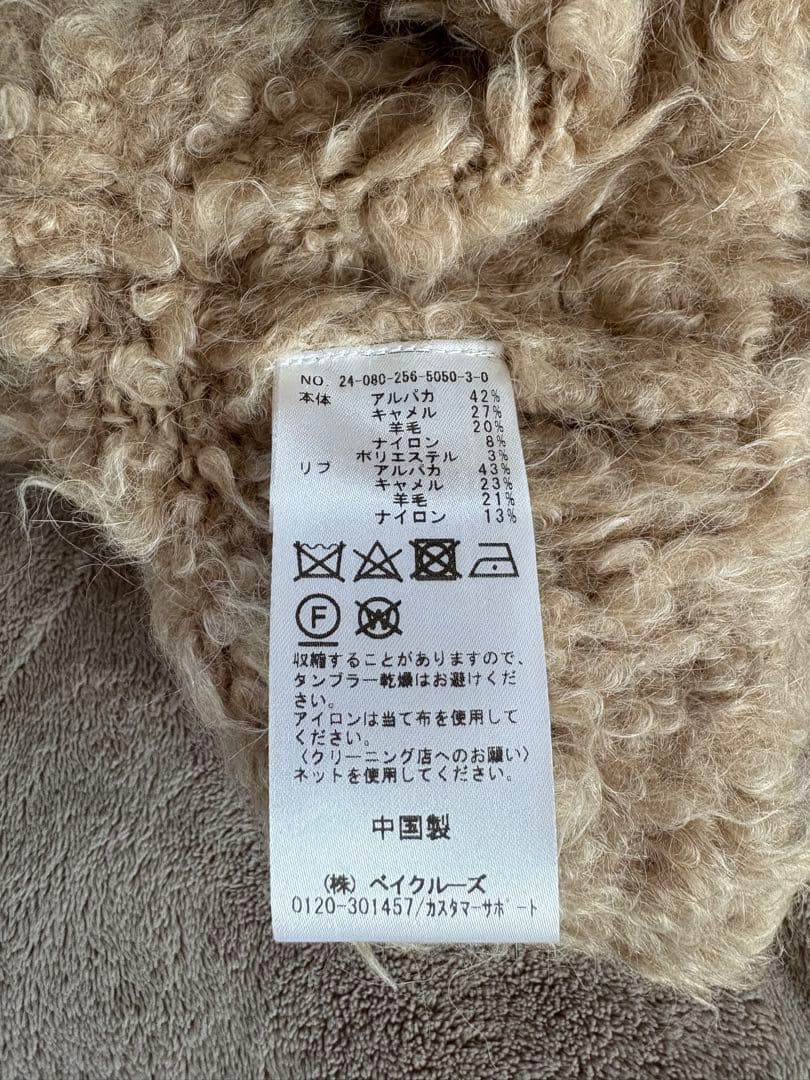 NO. 24-080-256-5050-3-0
本体 アルパカ 42%
キャメル 27%
羊毛 20%
ナイロン 8%
ポリエステル 3%
リブ アルパカ 43%
キャメル 23%
羊毛 21%
ナイロン 13%
F W
収縮することがありますので、
タンブラー乾燥はお避けくだ
さい。
アイロンは当て布を使用して
ください。
〈クリーニング店へのお願い〉
ネットを使用してください。
中国製
(株) ベイクルーズ
0120-301457/カスタマーサポート